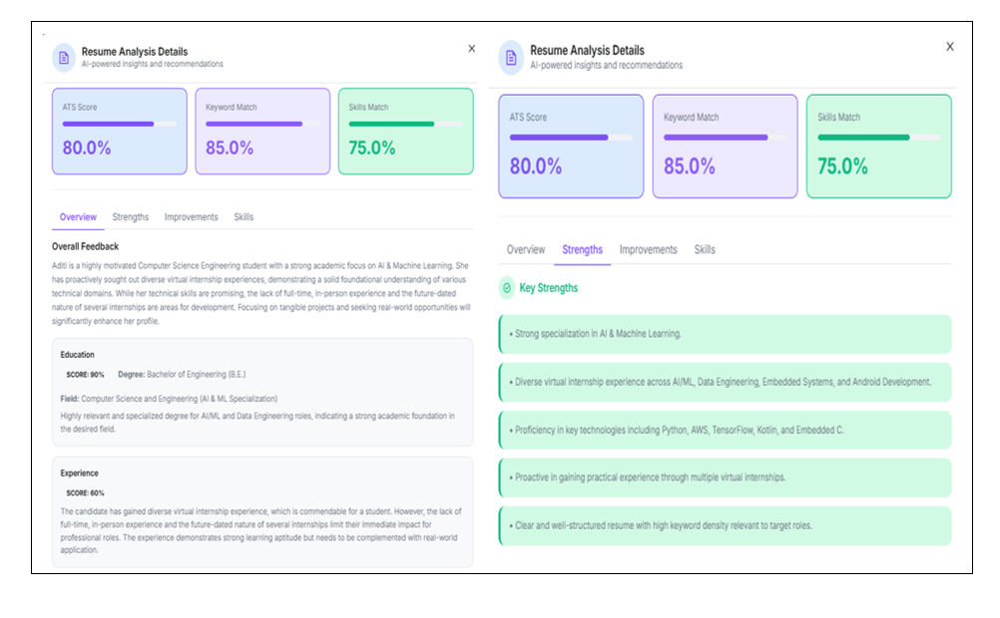 Resume Analysis Details
AI-powered insights and recommendations
X
ATS Score
80.0%
Keyword Match
85.0%
Skills Match
75.0%
Overview
Strengths
Improvements
Skills
Overall Feedback
Aditi is a highly motivated Computer Science Engineering student with a strong academic focus on AI & Machine Learning. She
has proactively sought out diverse virtual internship experiences, demonstrating a solid foundational understanding of various
technical domains. While her technical skills are promising, the lack of full-time, in-person experience and the future-dated
nature of several internships are areas for development. Focusing on tangible projects and seeking real-world opportunities will
significantly enhance her profile.
Education
SCORE: 90% Degree: Bachelor of Engineering (B.E.)
Field: Computer Science and Engineering (AI & ML Specialization)
Highly relevant and specialized degree for AI/ML and Data Engineering roles, indicating a strong academic foundation in
the desired field.
Experience
SCORE: 60%
The candidate has gained diverse virtual internship experience, which is commendable for a student. However, the lack of
full-time, in-person experience and the future-dated nature of several internships limit their immediate impact for
professional roles. The experience demonstrates strong learning aptitude but needs to be complemented with real-world
application.
Resume Analysis Details
AI-powered insights and recommendations
X
ATS Score
80.0%
Keyword Match
85.0%
Skills Match
75.0%
Overview
Strengths
Improvements
Skills
Key Strengths
• Strong specialization in AI & Machine Learning.
• Diverse virtual internship experience across AI/ML, Data Engineering, Embedded Systems, and Android Development.
• Proficiency in key technologies including Python, AWS, TensorFlow, Kotlin, and Embedded C.
• Proactive in gaining practical experience through multiple virtual internships.
• Clear and well-structured resume with high keyword density relevant to target roles.